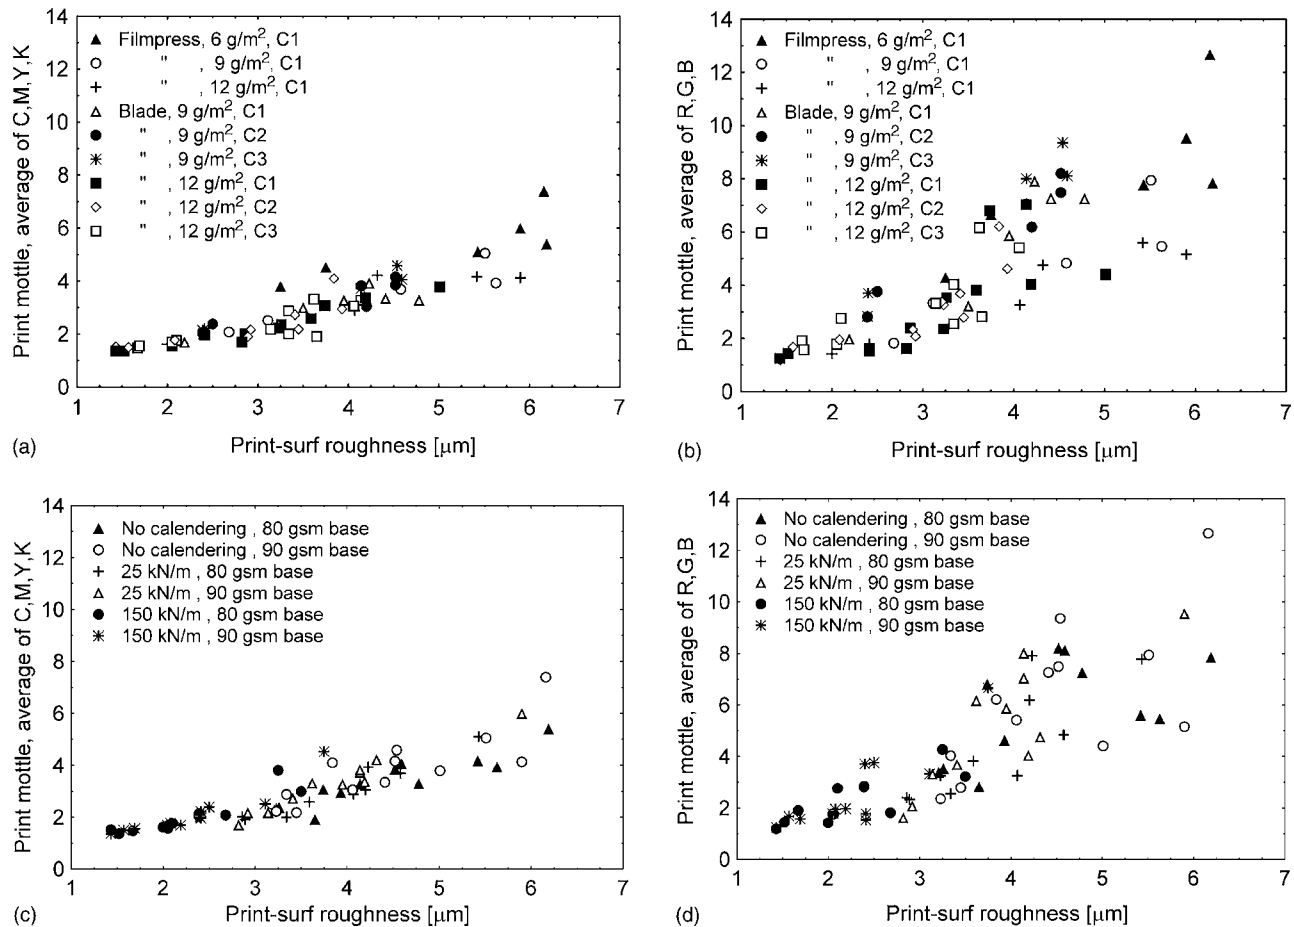 Print mottle, average of C,M,Y,K
14
12
10
8
6
4
2
0
Filmpress, 6 g/m², C1
" , 9 g/m², C1
" , 12 g/m², C1
Blade, 9 g/m², C1
" , 9 g/m², C2
" , 9 g/m², C3
" , 12 g/m², C1
" , 12 g/m², C2
" , 12 g/m², C3
1 2 3 4 5 6 7
(a) Print-surf roughness [µm]
Print mottle, average of R,G,B
14
12
10
8
6
4
2
0
Filmpress, 6 g/m², C1
" , 9 g/m², C1
" , 12 g/m², C1
Blade, 9 g/m², C1
" , 9 g/m², C2
" , 9 g/m², C3
" , 12 g/m², C1
" , 12 g/m², C2
" , 12 g/m², C3
1 2 3 4 5 6 7
(b) Print-surf roughness [µm]
Print mottle, average of C,M,Y,K
14
12
10
8
6
4
2
0
No calendering , 80 gsm base
No calendering , 90 gsm base
25 kN/m , 80 gsm base
25 kN/m , 90 gsm base
150 kN/m , 80 gsm base
150 kN/m , 90 gsm base
1 2 3 4 5 6 7
(c) Print-surf roughness [µm]
Print mottle, average of R,G,B
14
12
10
8
6
4
2
0
No calendering , 80 gsm base
No calendering , 90 gsm base
25 kN/m , 80 gsm base
25 kN/m , 90 gsm base
150 kN/m , 80 gsm base
150 kN/m , 90 gsm base
1 2 3 4 5 6 7
(d) Print-surf roughness [µm]